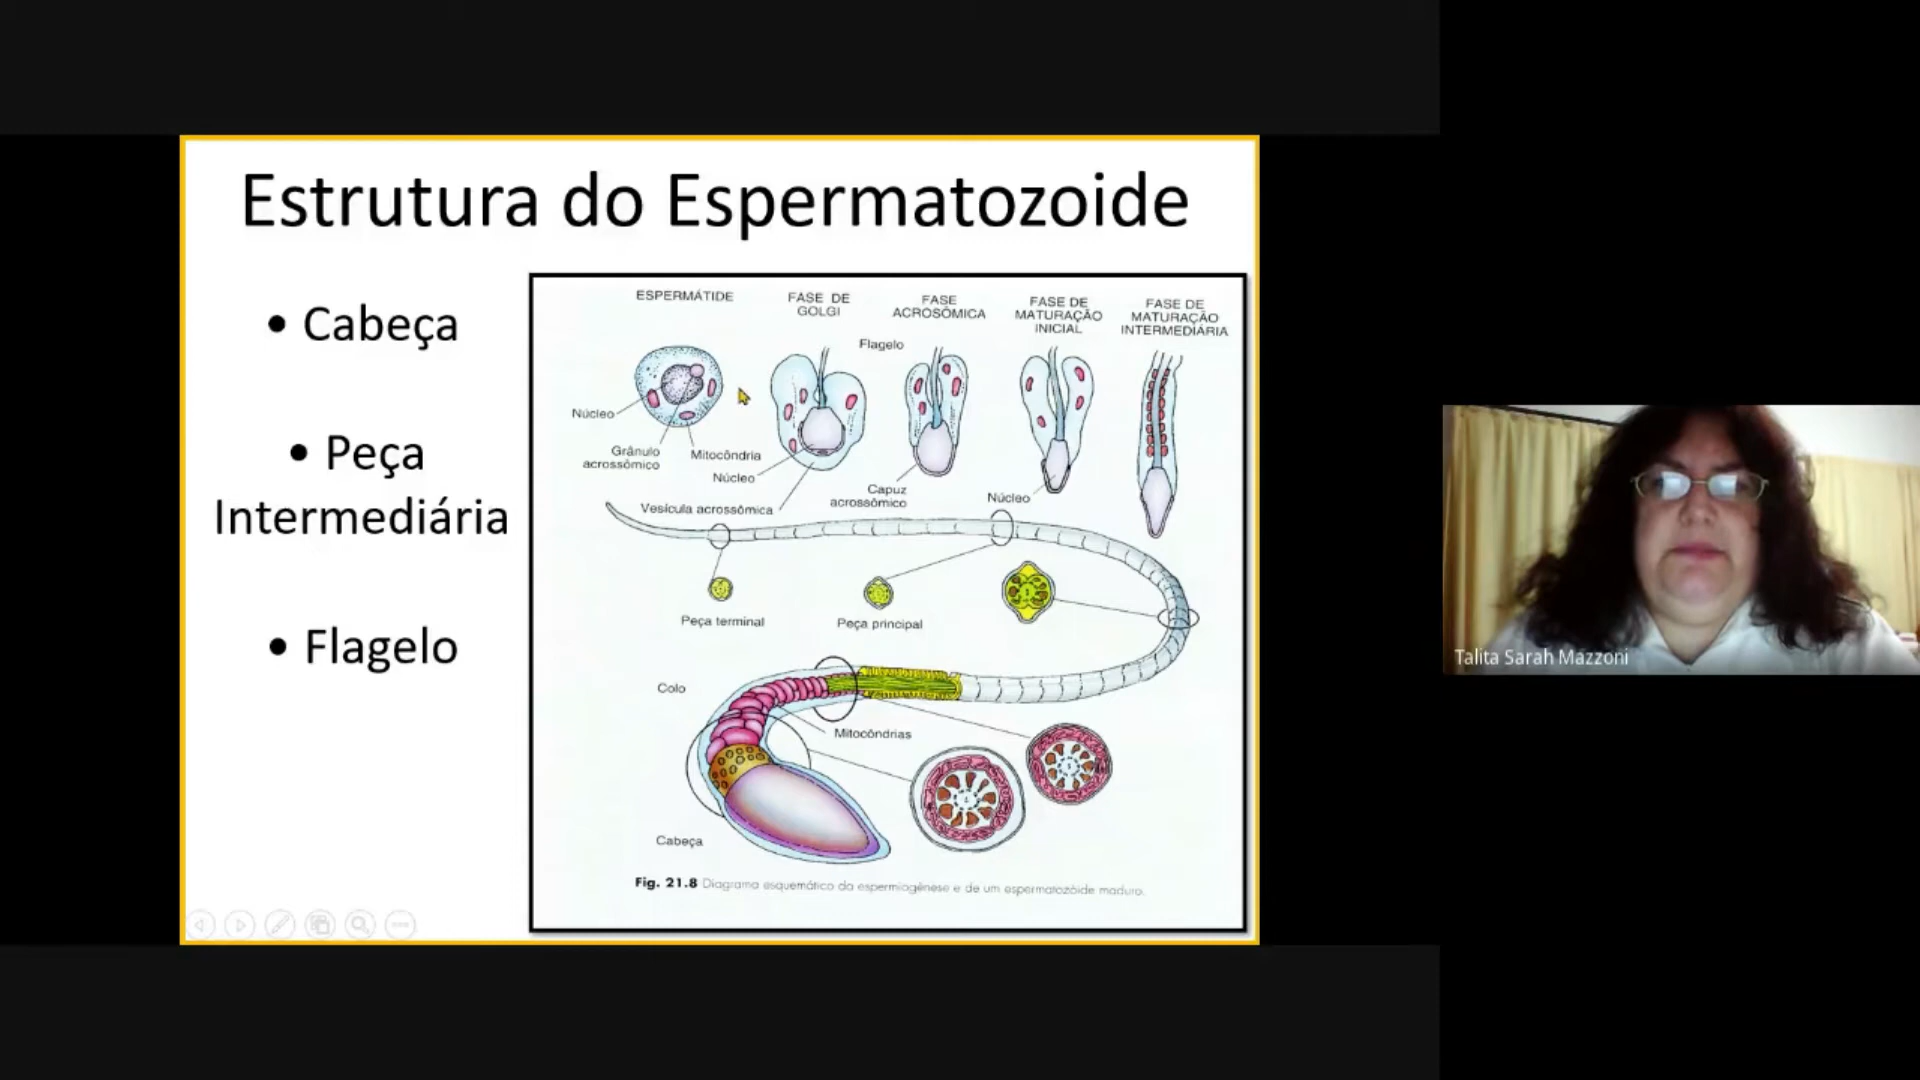 Estrutura do Espermatozoide
• Cabeça
• Peça
Intermediária
• Flagelo
ESPERMÁTIDE
FASE DE
GOLGI
FASE
ACROSÔMICA
FASE DE
MATURAÇÃO
INICIAL
FASE DE
MATURAÇÃO
INTERMEDIÁRIA
Flagelo
Núcleo
Grânulo
acrossômico
Mitocôndria
Núcleo
Vesícula acrossômica
Capuz
acrossômico
Núcleo
Peça terminal
Peça principal
Colo
Mitocôndrias
Cabeça
Fig. 21.8 Diagrama esquemático da espermiogênese e de um espermatozóide maduro.
Talita Sarah Mazzoni